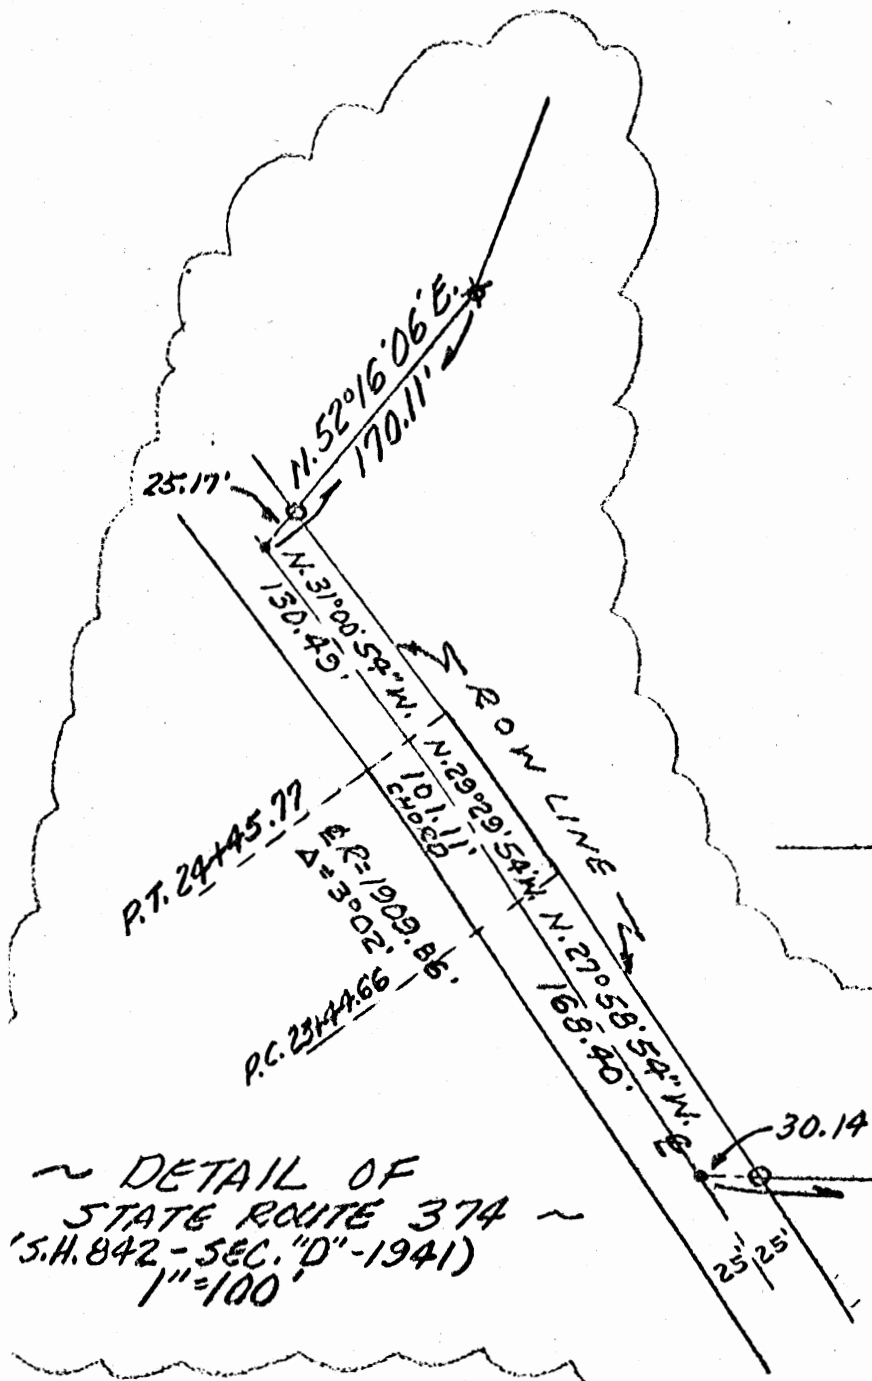 N. 52°16'06" E.
170.11'
25.17'
N. 31°00'54" W.
130.49'
ROW LINE
N. 29°29'54" W.
101.11'
CHORD
P.T. 24+45.77
℄ R=1909.86'
Δ=3°02'
P.C. 23+44.66
N. 27°58'54" W.
168.40'
℄
30.14
25' 25'
~ DETAIL OF
STATE ROUTE 374 ~
(S.H. 842 - SEC. "D" - 1941)
1"=100'